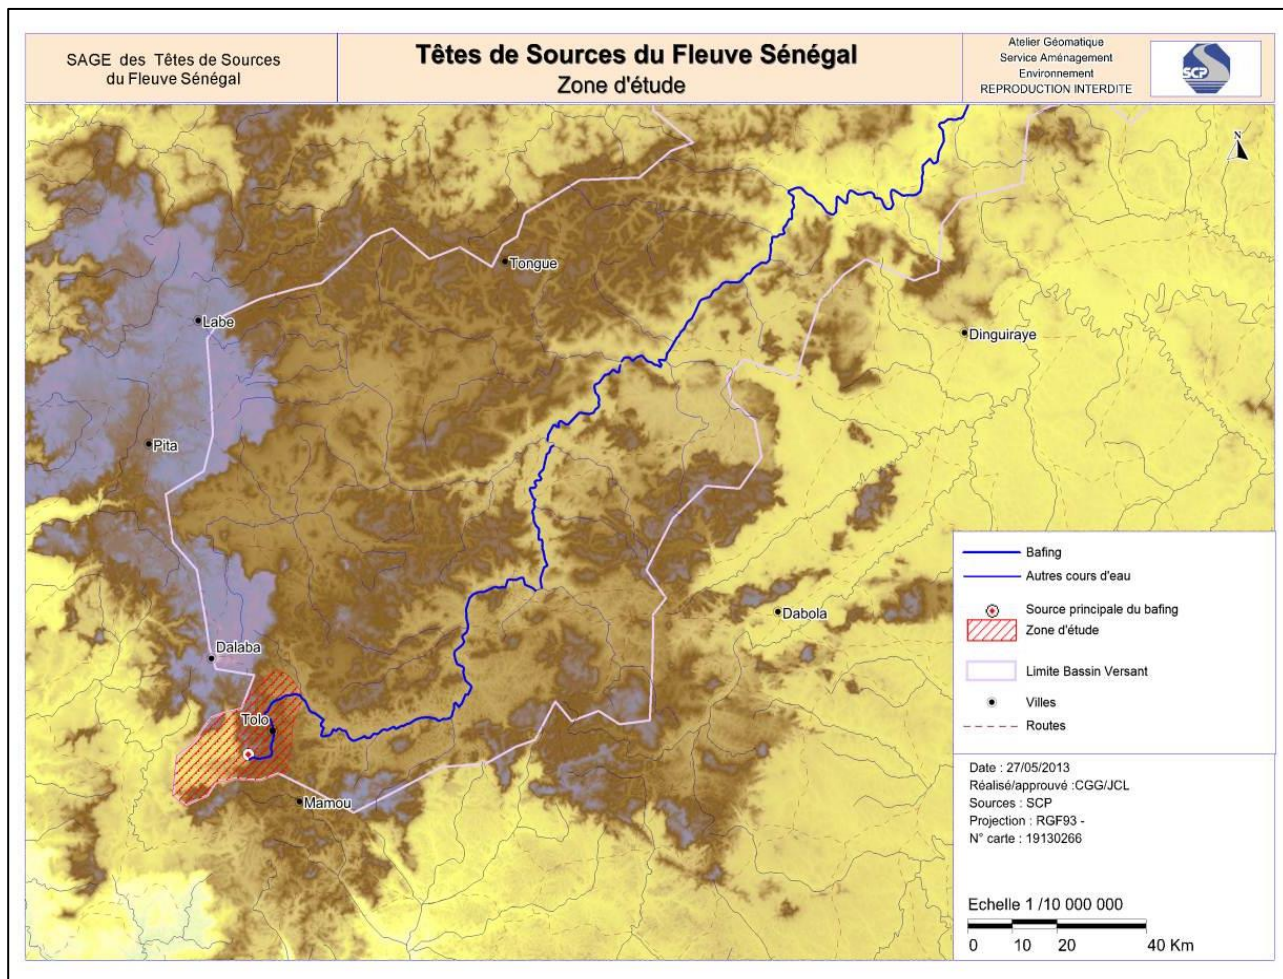 SAGE des Têtes de Sources
du Fleuve Sénégal
Têtes de Sources du Fleuve Sénégal
Zone d'étude
Atelier Géomatique
Service Aménagement
Environnement
REPRODUCTION INTERDITE
SCP
N
Tongue
Labe
Dinguiraye
Pita
Dabola
Dalaba
Tolo
Mamou
Bafing
Autres cours d'eau
Source principale du bafing
Zone d'étude
Limite Bassin Versant
Villes
Routes
Date : 27/05/2013
Réalisé/approuvé :CGG/JCL
Sources : SCP
Projection : RGF93 -
N° carte : 19130266
Echelle 1 /10 000 000
0 10 20 40 Km